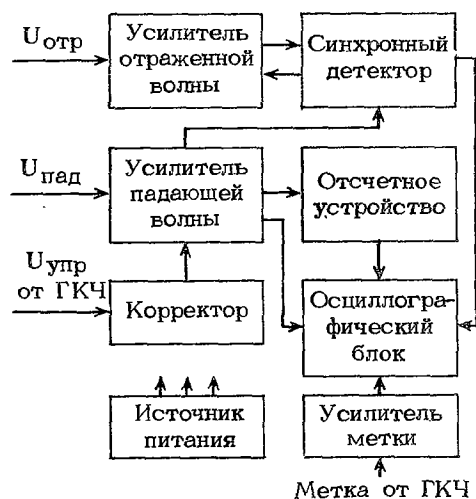 Uотр
Усилитель
отраженной
волны
Синхронный
детектор
Uпад
Усилитель
падающей
волны
Отсчетное
устройство
Uупр
от ГКЧ
Корректор
Осциллогра-
фический
блок
Источник
питания
Усилитель
метки
Метка от ГКЧ